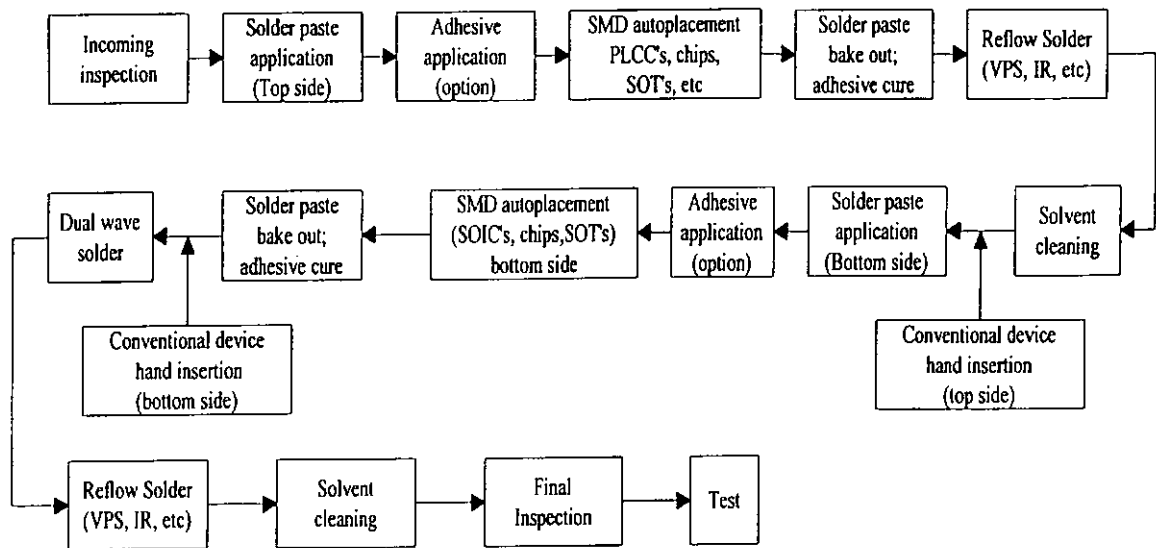 Incoming
inspection
Solder paste
application
(Top side)
Adhesive
application
(option)
SMD autoplacement
PLCC's, chips,
SOT's, etc
Solder paste
bake out;
adhesive cure
Reflow Solder
(VPS, IR, etc)
Solvent
cleaning
Conventional device
hand insertion
(top side)
Solder paste
application
(Bottom side)
Adhesive
application
(option)
SMD autoplacement
(SOIC's, chips,SOT's)
bottom side
Solder paste
bake out;
adhesive cure
Conventional device
hand insertion
(bottom side)
Dual wave
solder
Reflow Solder
(VPS, IR, etc)
Solvent
cleaning
Final
Inspection
Test